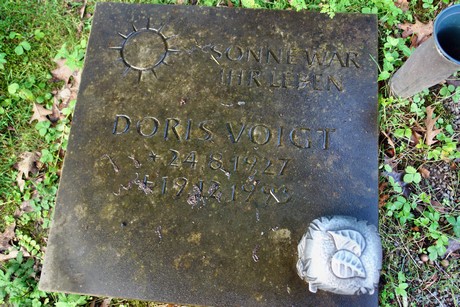 SONNE WAR
IHR LEBEN
DORIS VOIGT
* 24.8.1927